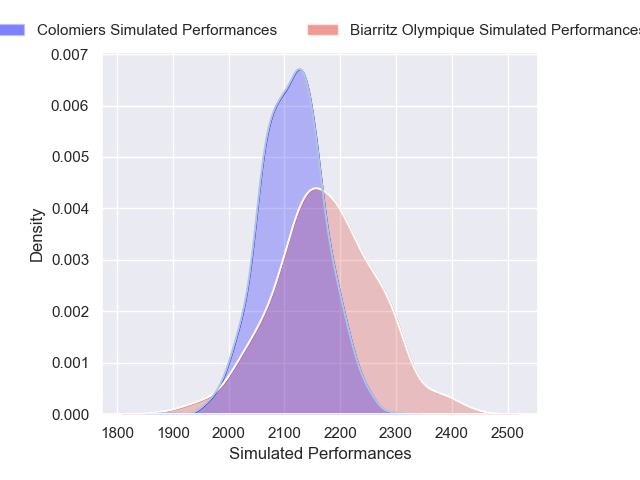 Colomiers Simulated Performances
Biarritz Olympique Simulated Performances
0.007
0.006
0.005
0.004
0.003
0.002
0.001
0.000
Density
1800 1900 2000 2100 2200 2300 2400 2500
Simulated Performances